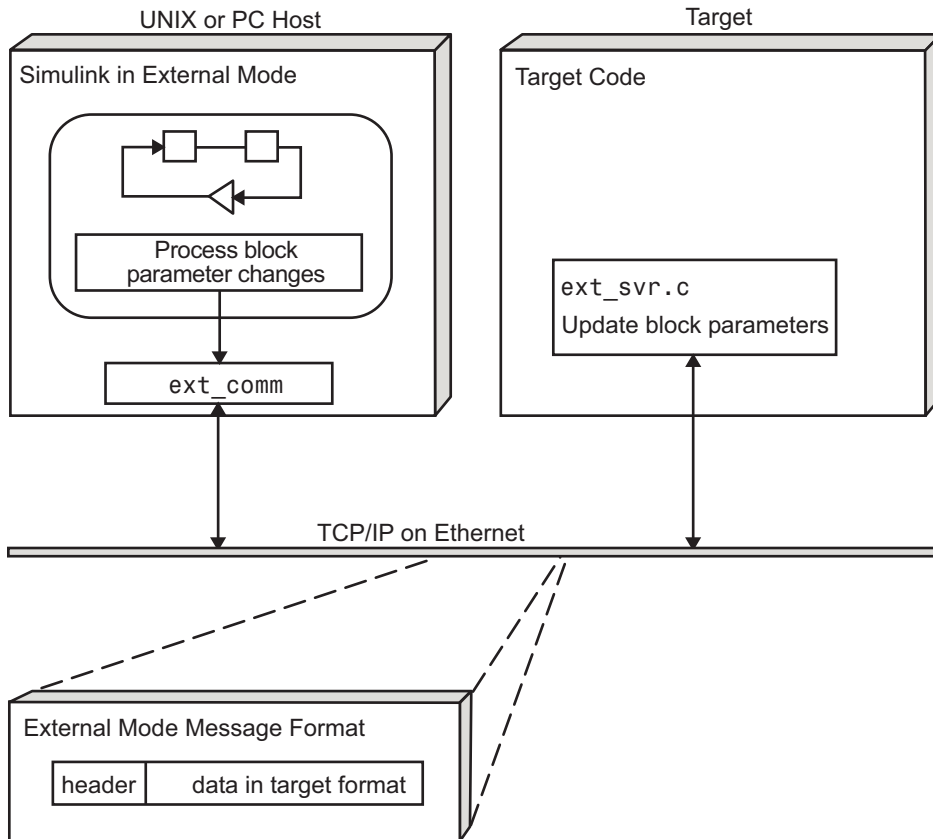 UNIX or PC Host
Target
Simulink in External Mode
Target Code
Process block
parameter changes
ext_svr.c
Update block parameters
ext_comm
TCP/IP on Ethernet
External Mode Message Format
header
data in target format